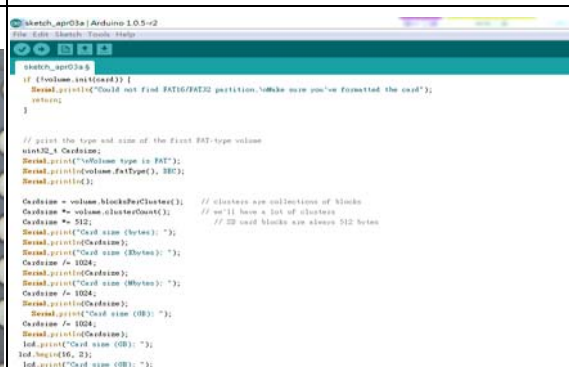 sketch_apr03a | Arduino 1.0.5-r2
File Edit Sketch Tools Help
sketch_apr03a §
if (!volume.init(card)) {
Serial.println("Could not find FAT16/FAT32 partition.\nMake sure you've formatted the card");
return;
}
// print the type and size of the first FAT-type volume
uint32_t Cardsize;
Serial.print("\nVolume type is FAT");
Serial.println(volume.fatType(), DEC);
Serial.println();
Cardsize = volume.blocksPerCluster(); // clusters are collections of blocks
Cardsize *= volume.clusterCount(); // we'll have a lot of clusters
Cardsize *= 512; // SD card blocks are always 512 bytes
Serial.print("Card size (bytes): ");
Serial.println(Cardsize);
Serial.print("Card size (Kbytes): ");
Cardsize /= 1024;
Serial.println(Cardsize);
Serial.print("Card size (Mbytes): ");
Cardsize /= 1024;
Serial.println(Cardsize);
Serial.print("Card size (GB): ");
Cardsize /= 1024;
Serial.println(Cardsize);
lcd.print("Card size (GB): ");
lcd.begin(16, 2);
lcd.print("Card size (GB): ");